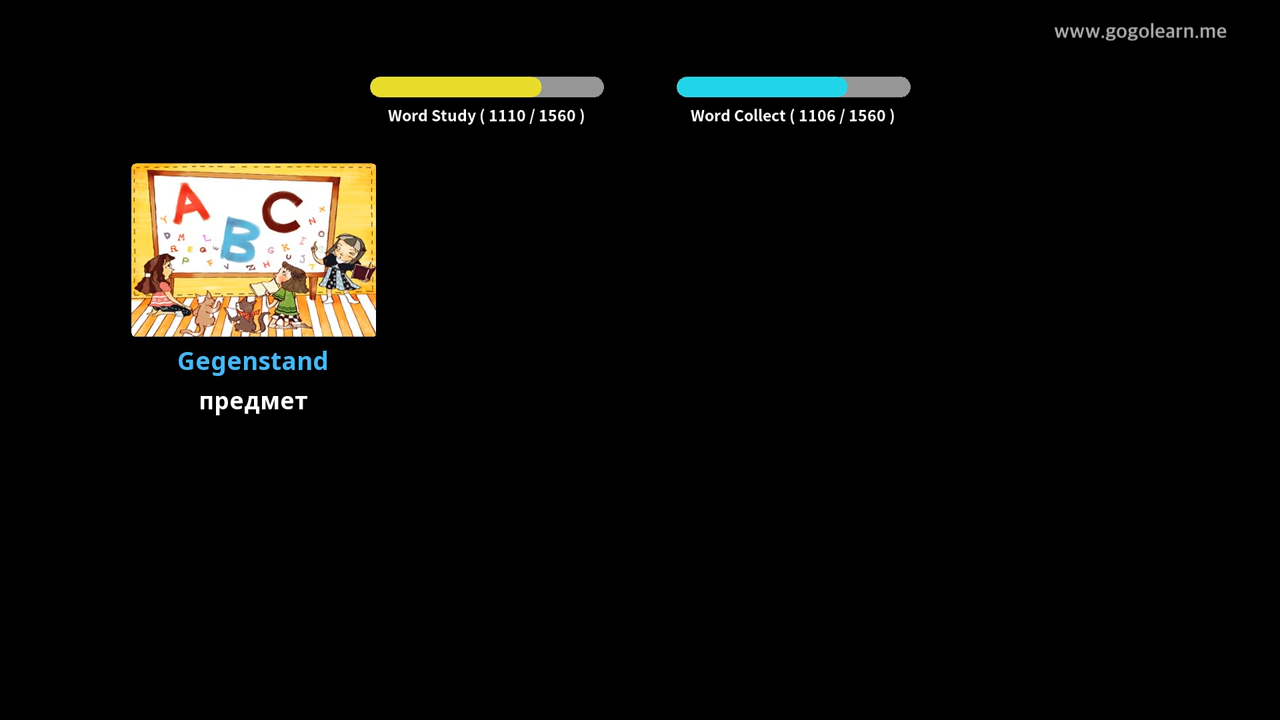 www.gogolearn.me
Word Study ( 1110 / 1560 )
Word Collect ( 1106 / 1560 )
A
B
C
Gegenstand
предмет